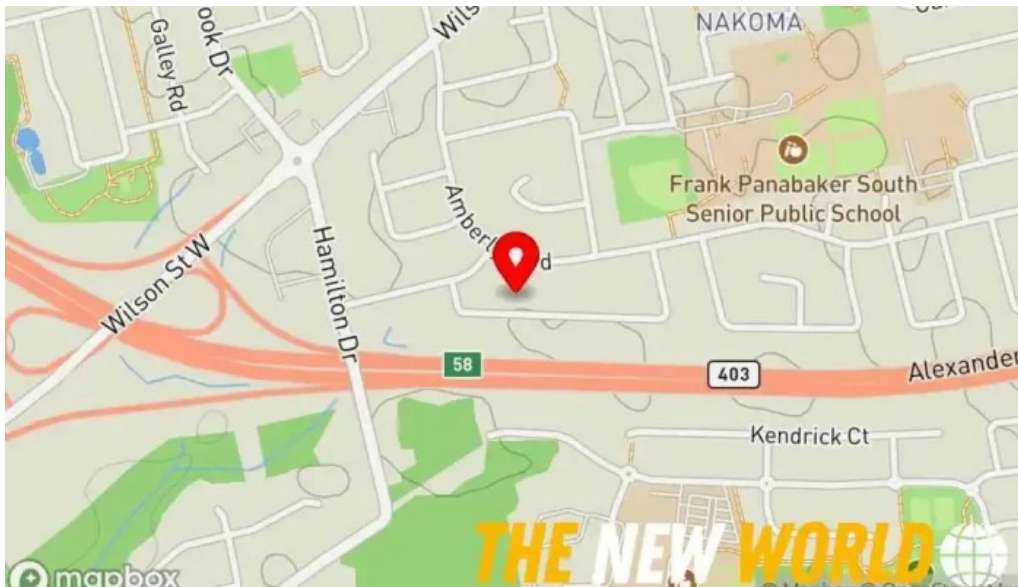 NAKOMA
Galley Rd
ook Dr
Wils
Frank Panabaker South
Senior Public School
Amberl
d
Wilson St W
Hamilton Dr
58
403
Alexander
Kendrick Ct
THE NEW WORLD
mapbox